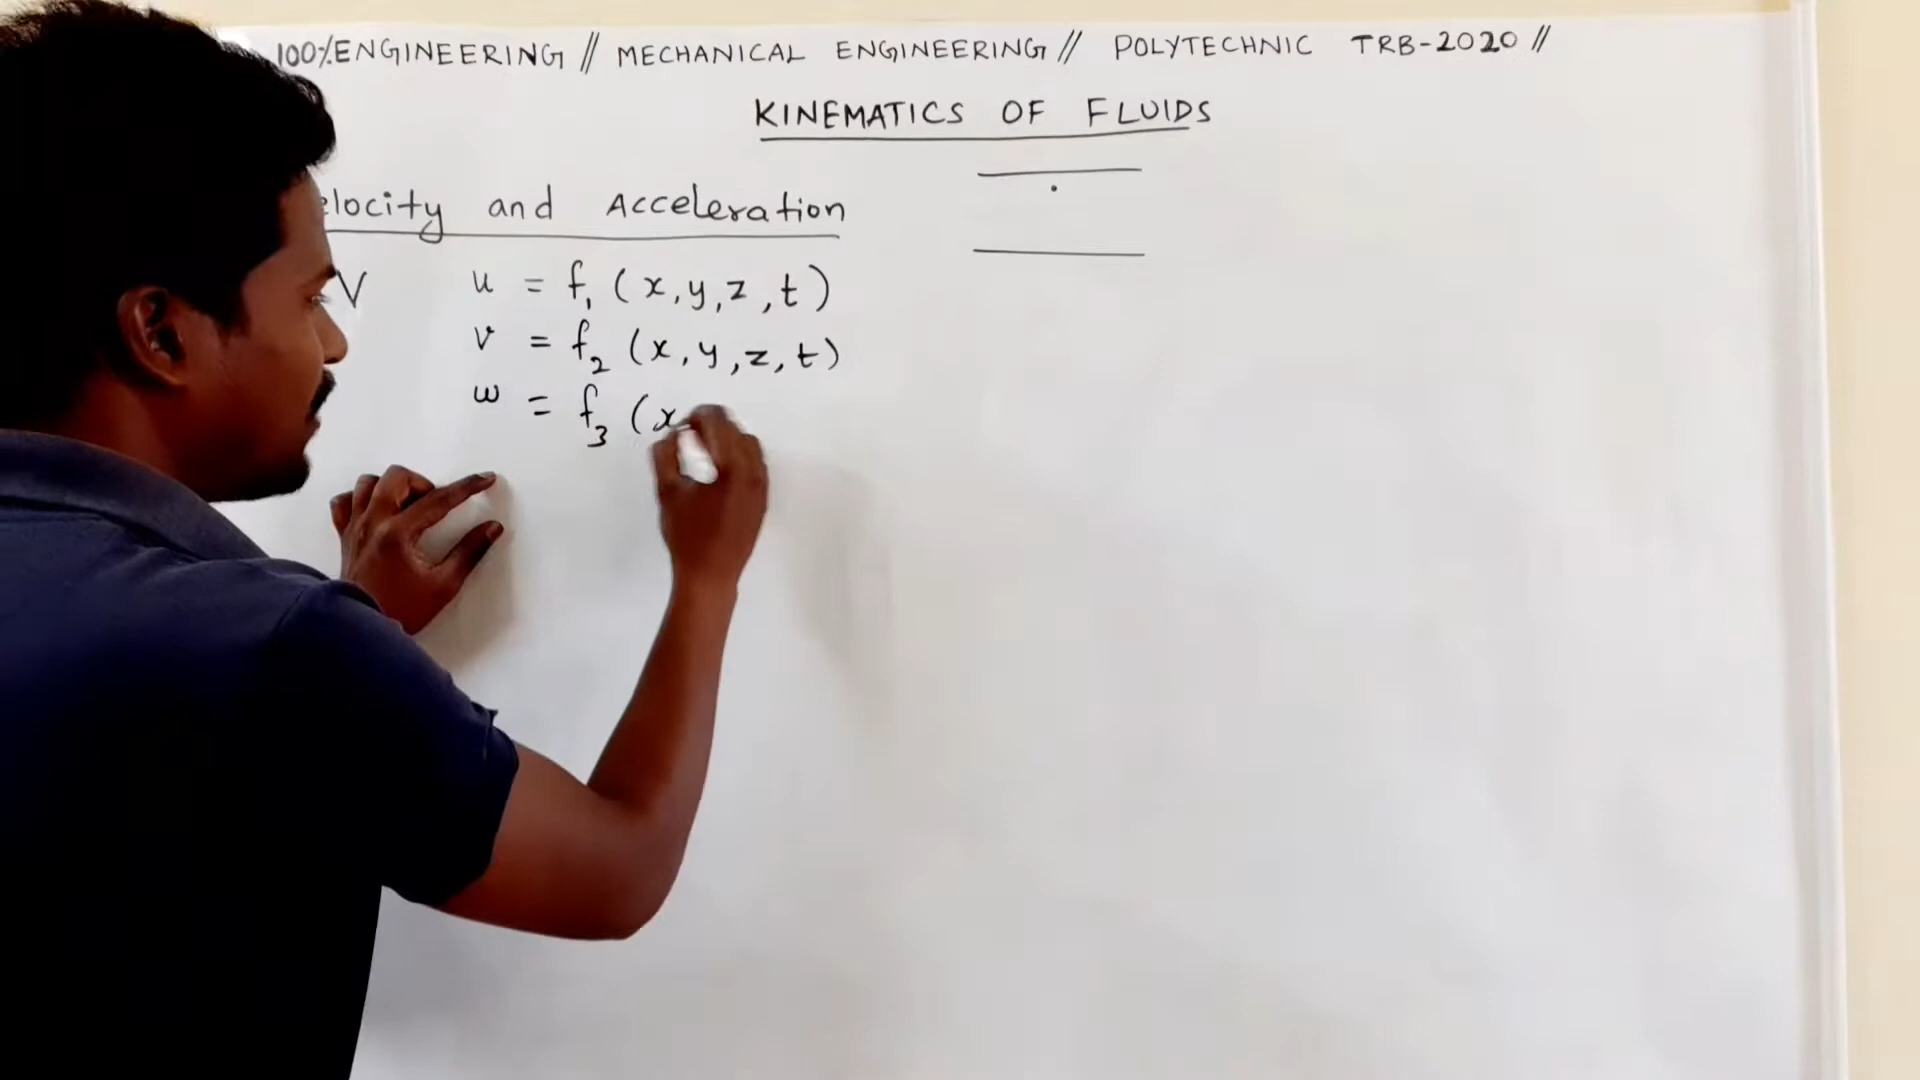 100% ENGINEERING // MECHANICAL ENGINEERING // POLYTECHNIC TRB-2020 //
KINEMATICS OF FLUIDS
elocity and Acceleration
V u = f₁ (x, y, z, t)
v = f₂ (x, y, z, t)
w = f₃ (x